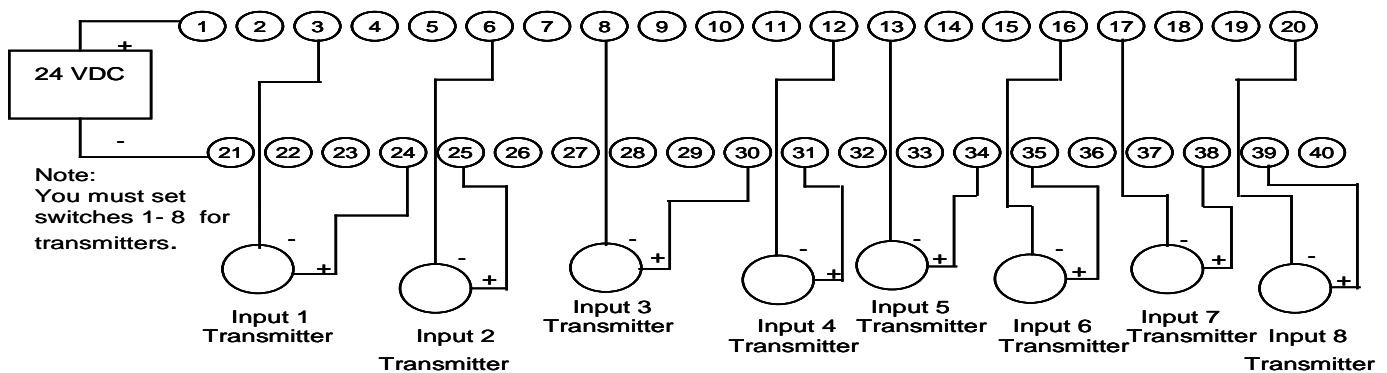 1 2 3 4 5 6 7 8 9 10 11 12 13 14 15 16 17 18 19 20
+
24 VDC
-
21 22 23 24 25 26 27 28 29 30 31 32 33 34 35 36 37 38 39 40
Note:
You must set
switches 1- 8 for
transmitters.
- +
Input 1
Transmitter
- +
Input 2
Transmitter
- +
Input 3
Transmitter
- +
Input 4
Transmitter
- +
Input 5
Transmitter
- +
Input 6
Transmitter
- +
Input 7
Transmitter
- +
Input 8
Transmitter